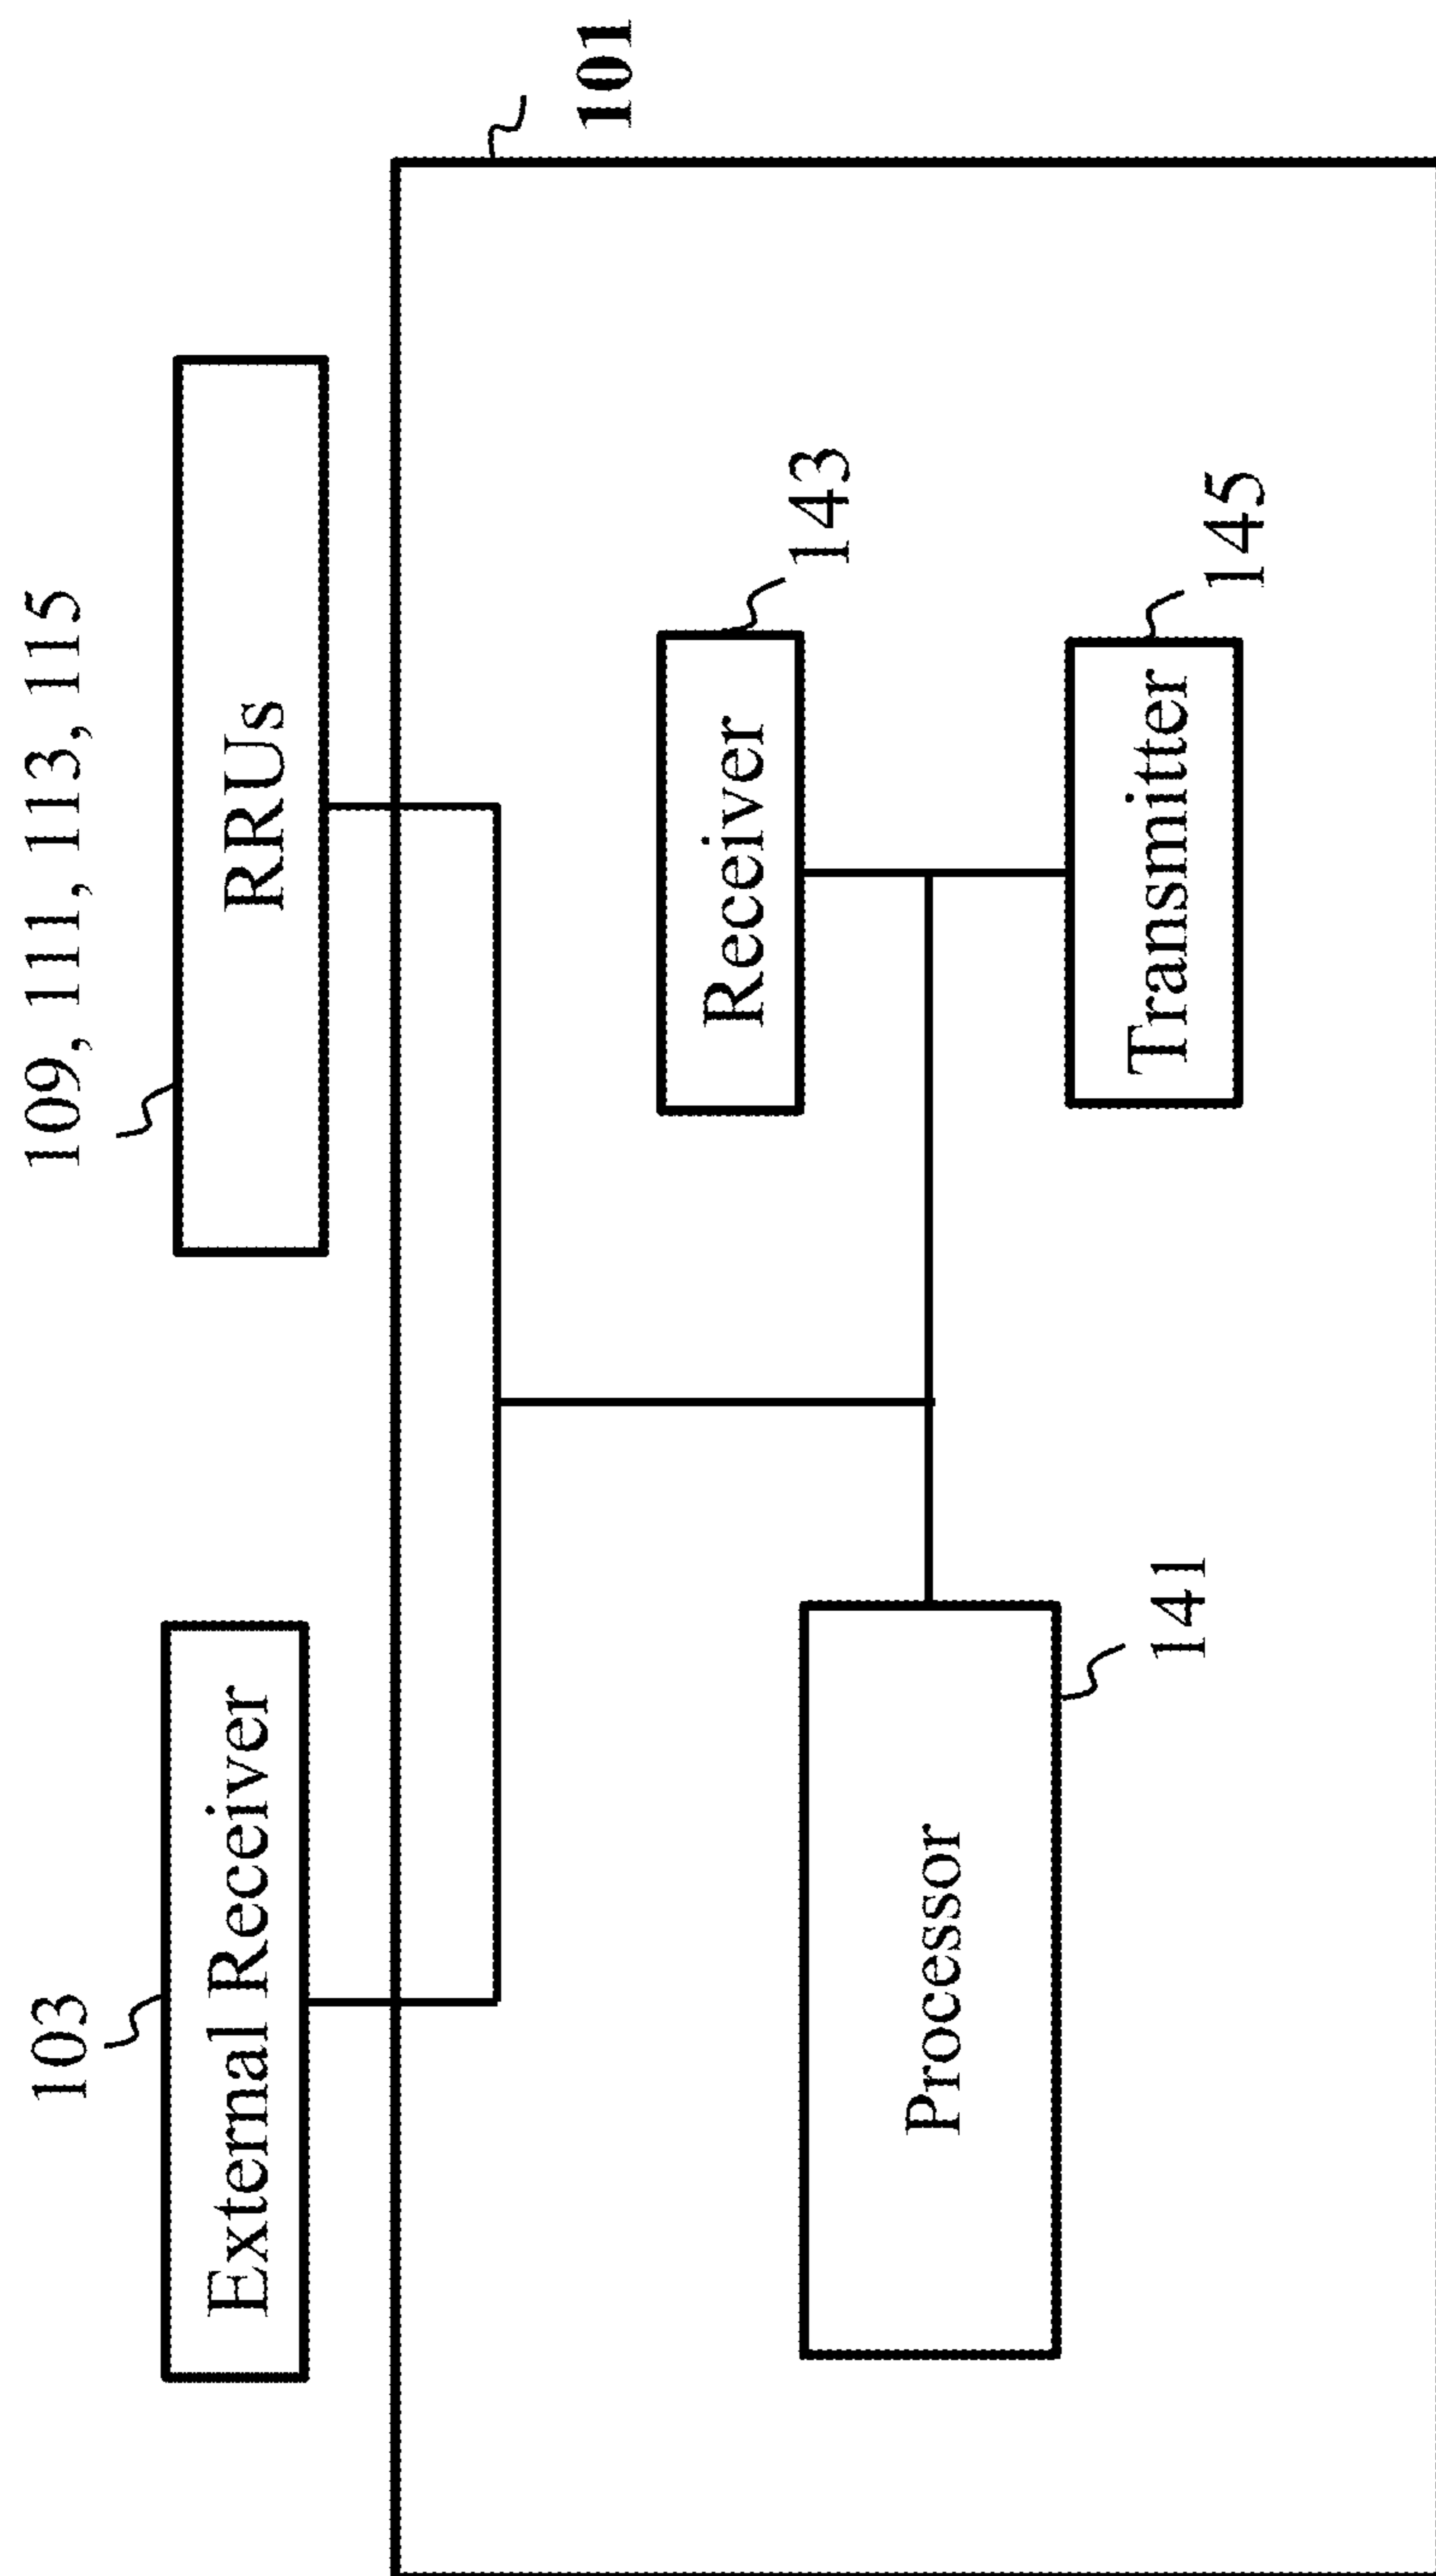 103
109, 111, 113, 115
External Receiver
RRUs
101
Receiver
143
Processor
141
Transmitter
145